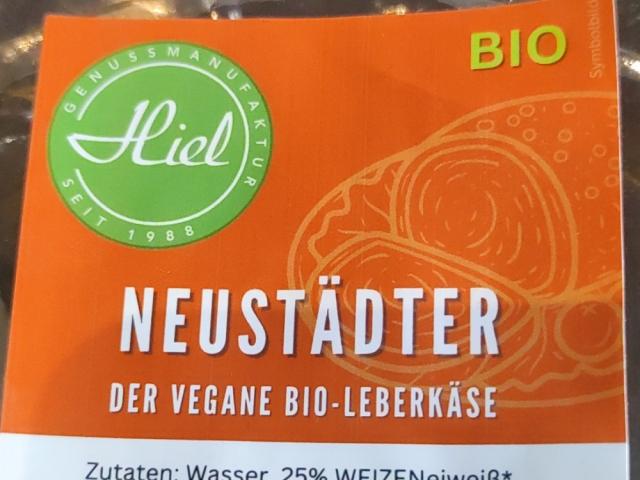 BIO
Symbolbild
GENUSSMANUFAKTUR
Hiel
SEIT 1988
NEUSTÄDTER
DER VEGANE BIO-LEBERKÄSE
Zutaten: Wasser, 25% WEIZENeiweiß*